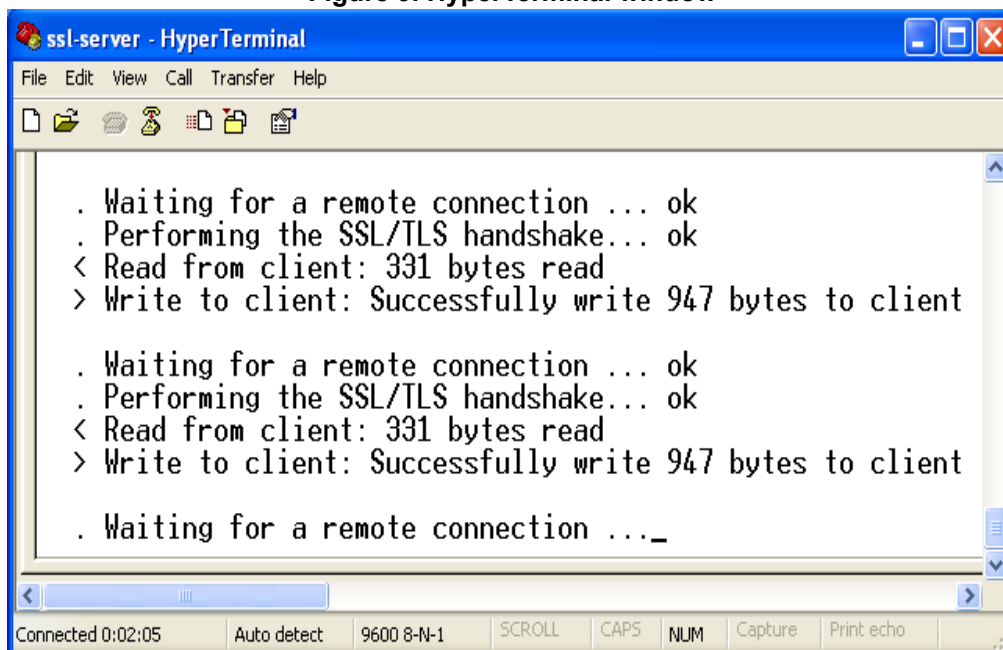 ssl-server - HyperTerminal
File Edit View Call Transfer Help
. Waiting for a remote connection ... ok
. Performing the SSL/TLS handshake... ok
< Read from client: 331 bytes read
> Write to client: Successfully write 947 bytes to client
. Waiting for a remote connection ... ok
. Performing the SSL/TLS handshake... ok
< Read from client: 331 bytes read
> Write to client: Successfully write 947 bytes to client
. Waiting for a remote connection ..._
Connected 0:02:05 Auto detect 9600 8-N-1 SCROLL CAPS NUM Capture Print echo